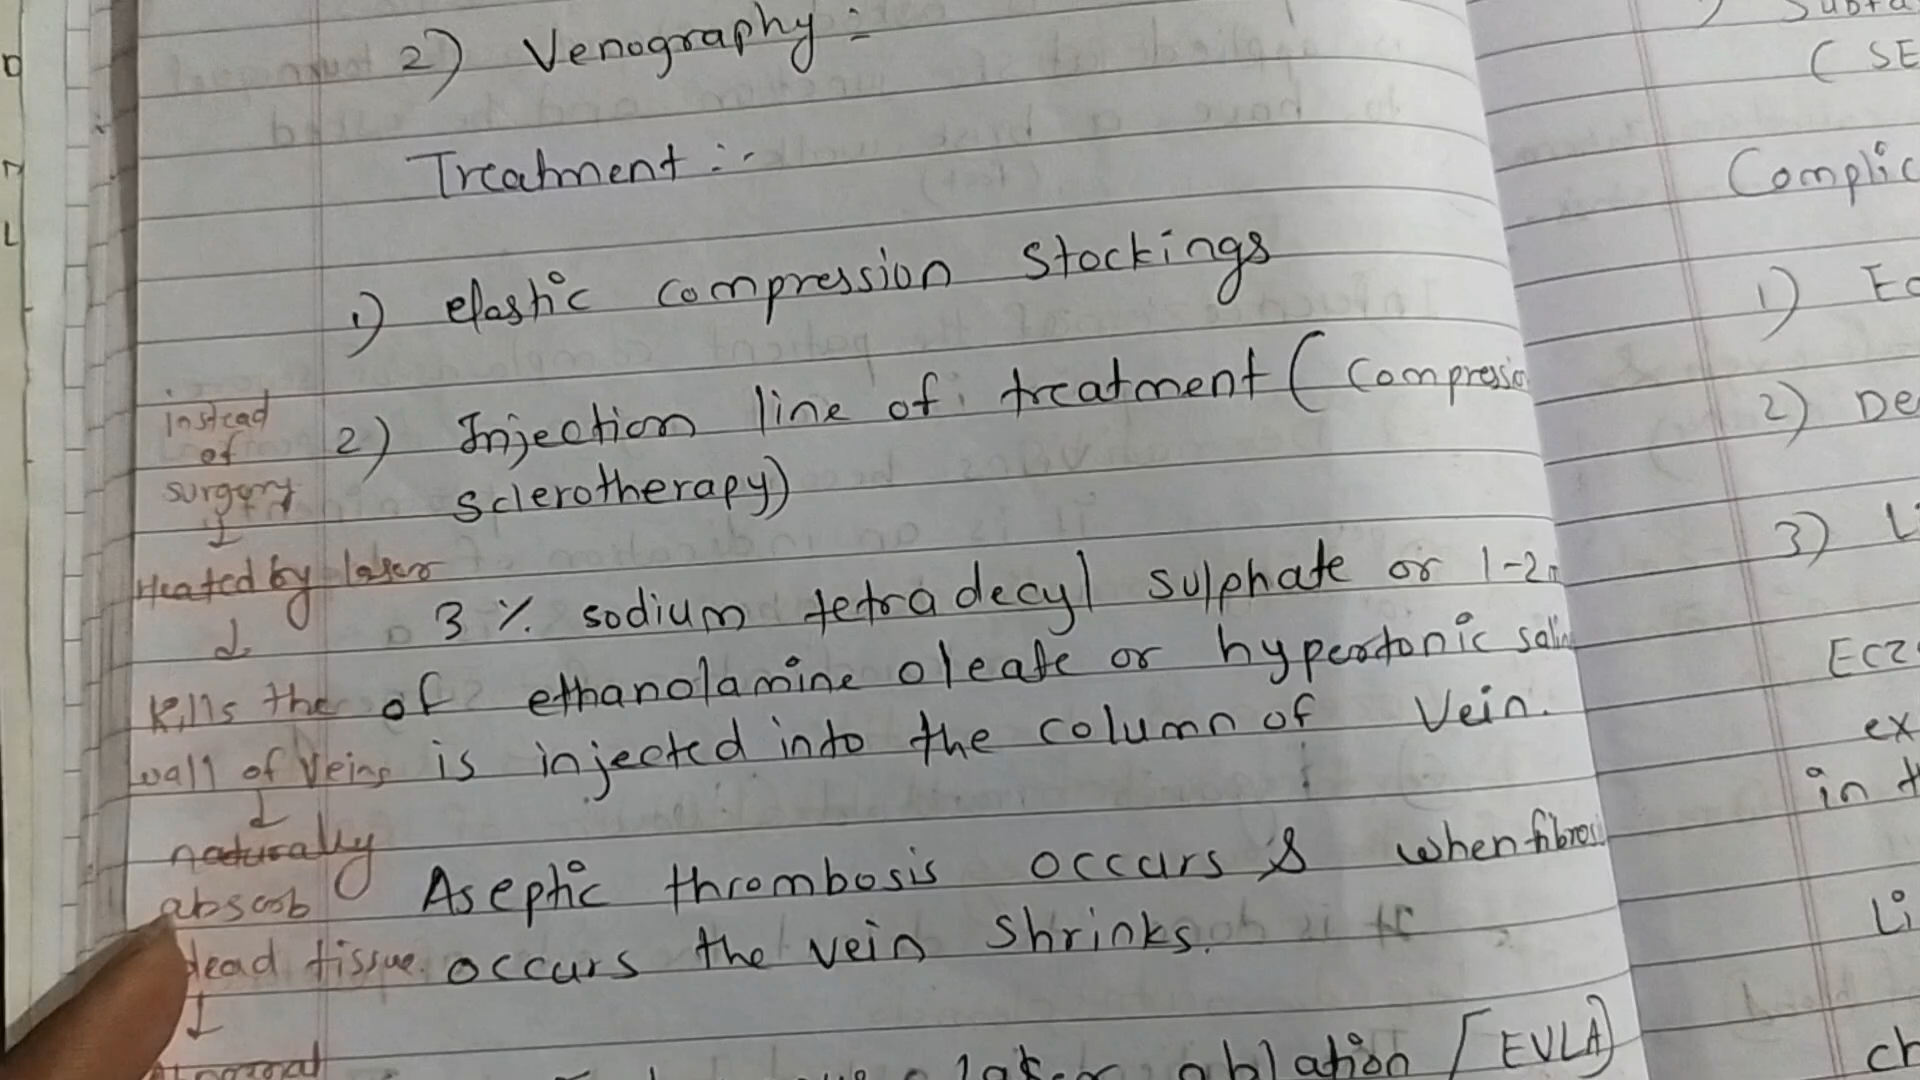 2) Venography :-
Treatment :-
1) elastic compression stockings
2) Injection line of treatment ( compressio
sclerotherapy)
3 % sodium tetradecyl sulphate or 1-2
of ethanolamine oleate or hypertonic salin
is injected into the column of Vein.
Aseptic thrombosis occurs & when fibros
occurs the vein shrinks.
laser ablation [EVLA]
instead
of
surgery
↓
Heated by laser
↓
Kills the
wall of veins
↓
naturally
absorb
dead tissue.
↓
( SE
Complic
1) Ec
2) De
3) L
Ecz
ex
in t
Li
ch